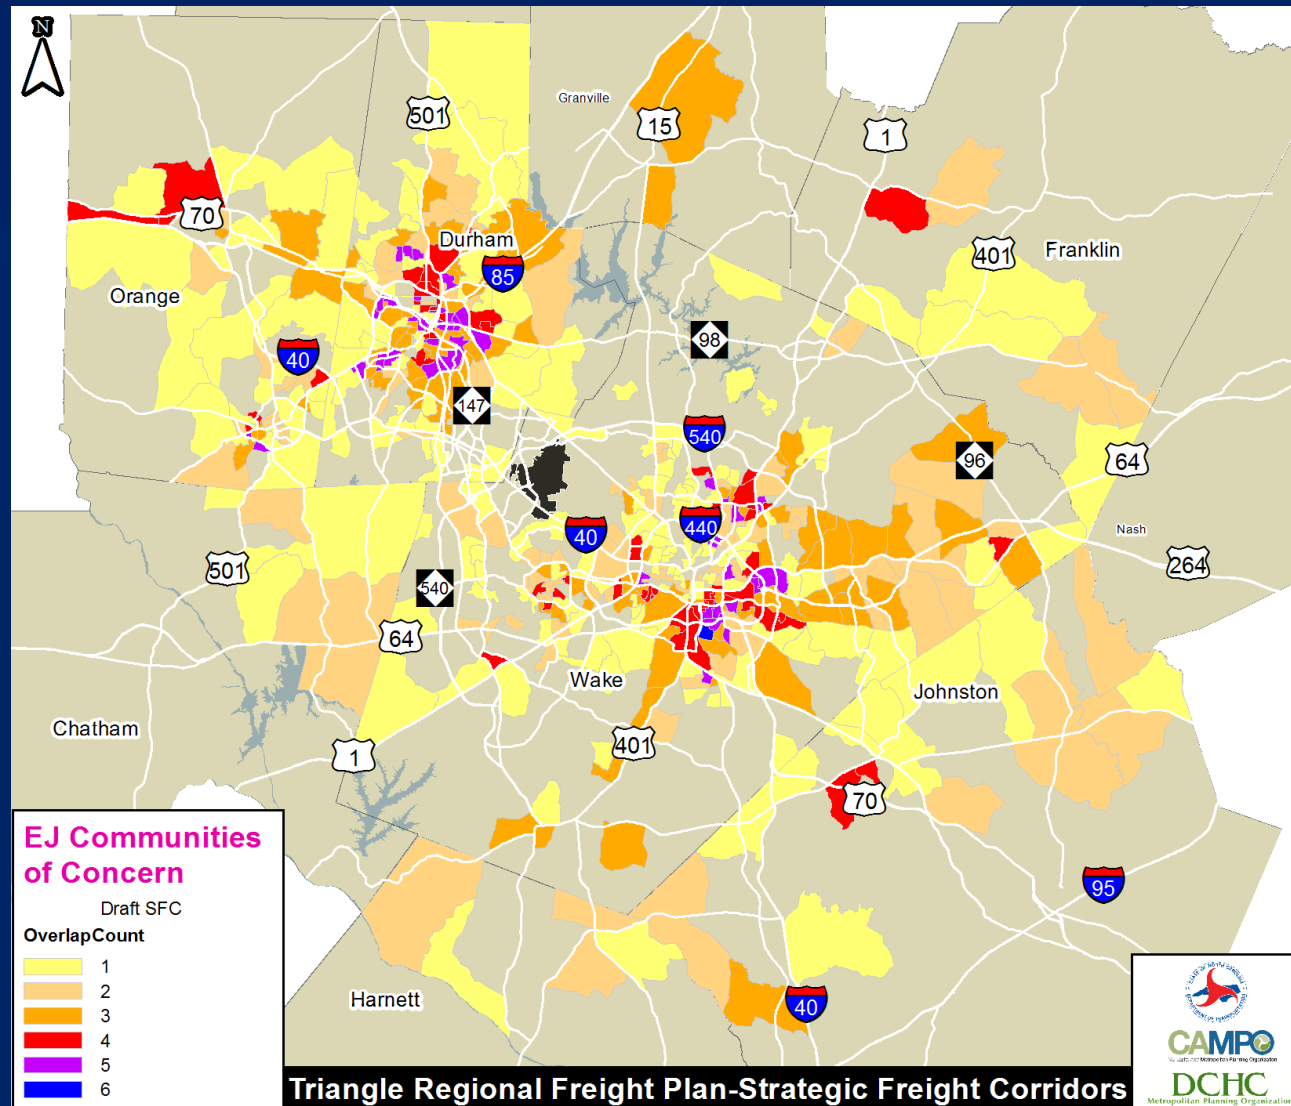 N
Granville
501
15
1
70
Durham
401
Franklin
85
Orange
98
40
147
540
96
64
40
440
Nash
501
540
264
64
Wake
Johnston
Chatham
401
1
70
EJ Communities
of Concern
Draft SFC
OverlapCount
1
2
3
4
5
6
95
Harnett
40
CAMPO
Metropolitan Planning Organization
DCHC
Metropolitan Planning Organization
Triangle Regional Freight Plan-Strategic Freight Corridors